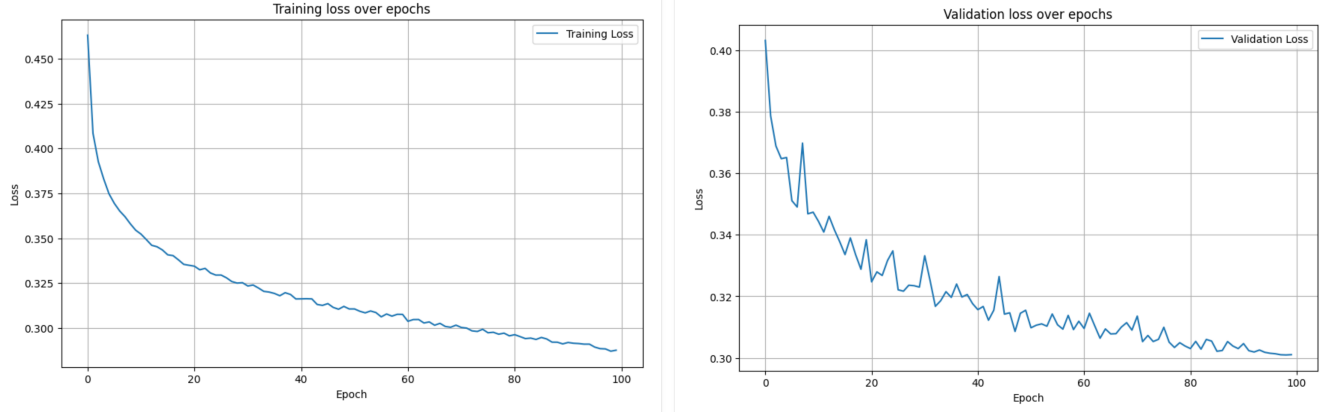 Training loss over epochs
Training Loss
0.450
0.425
0.400
0.375
0.350
0.325
0.300
Loss
0 20 40 60 80 100
Epoch
Validation loss over epochs
Validation Loss
0.40
0.38
0.36
0.34
0.32
0.30
Loss
0 20 40 60 80 100
Epoch